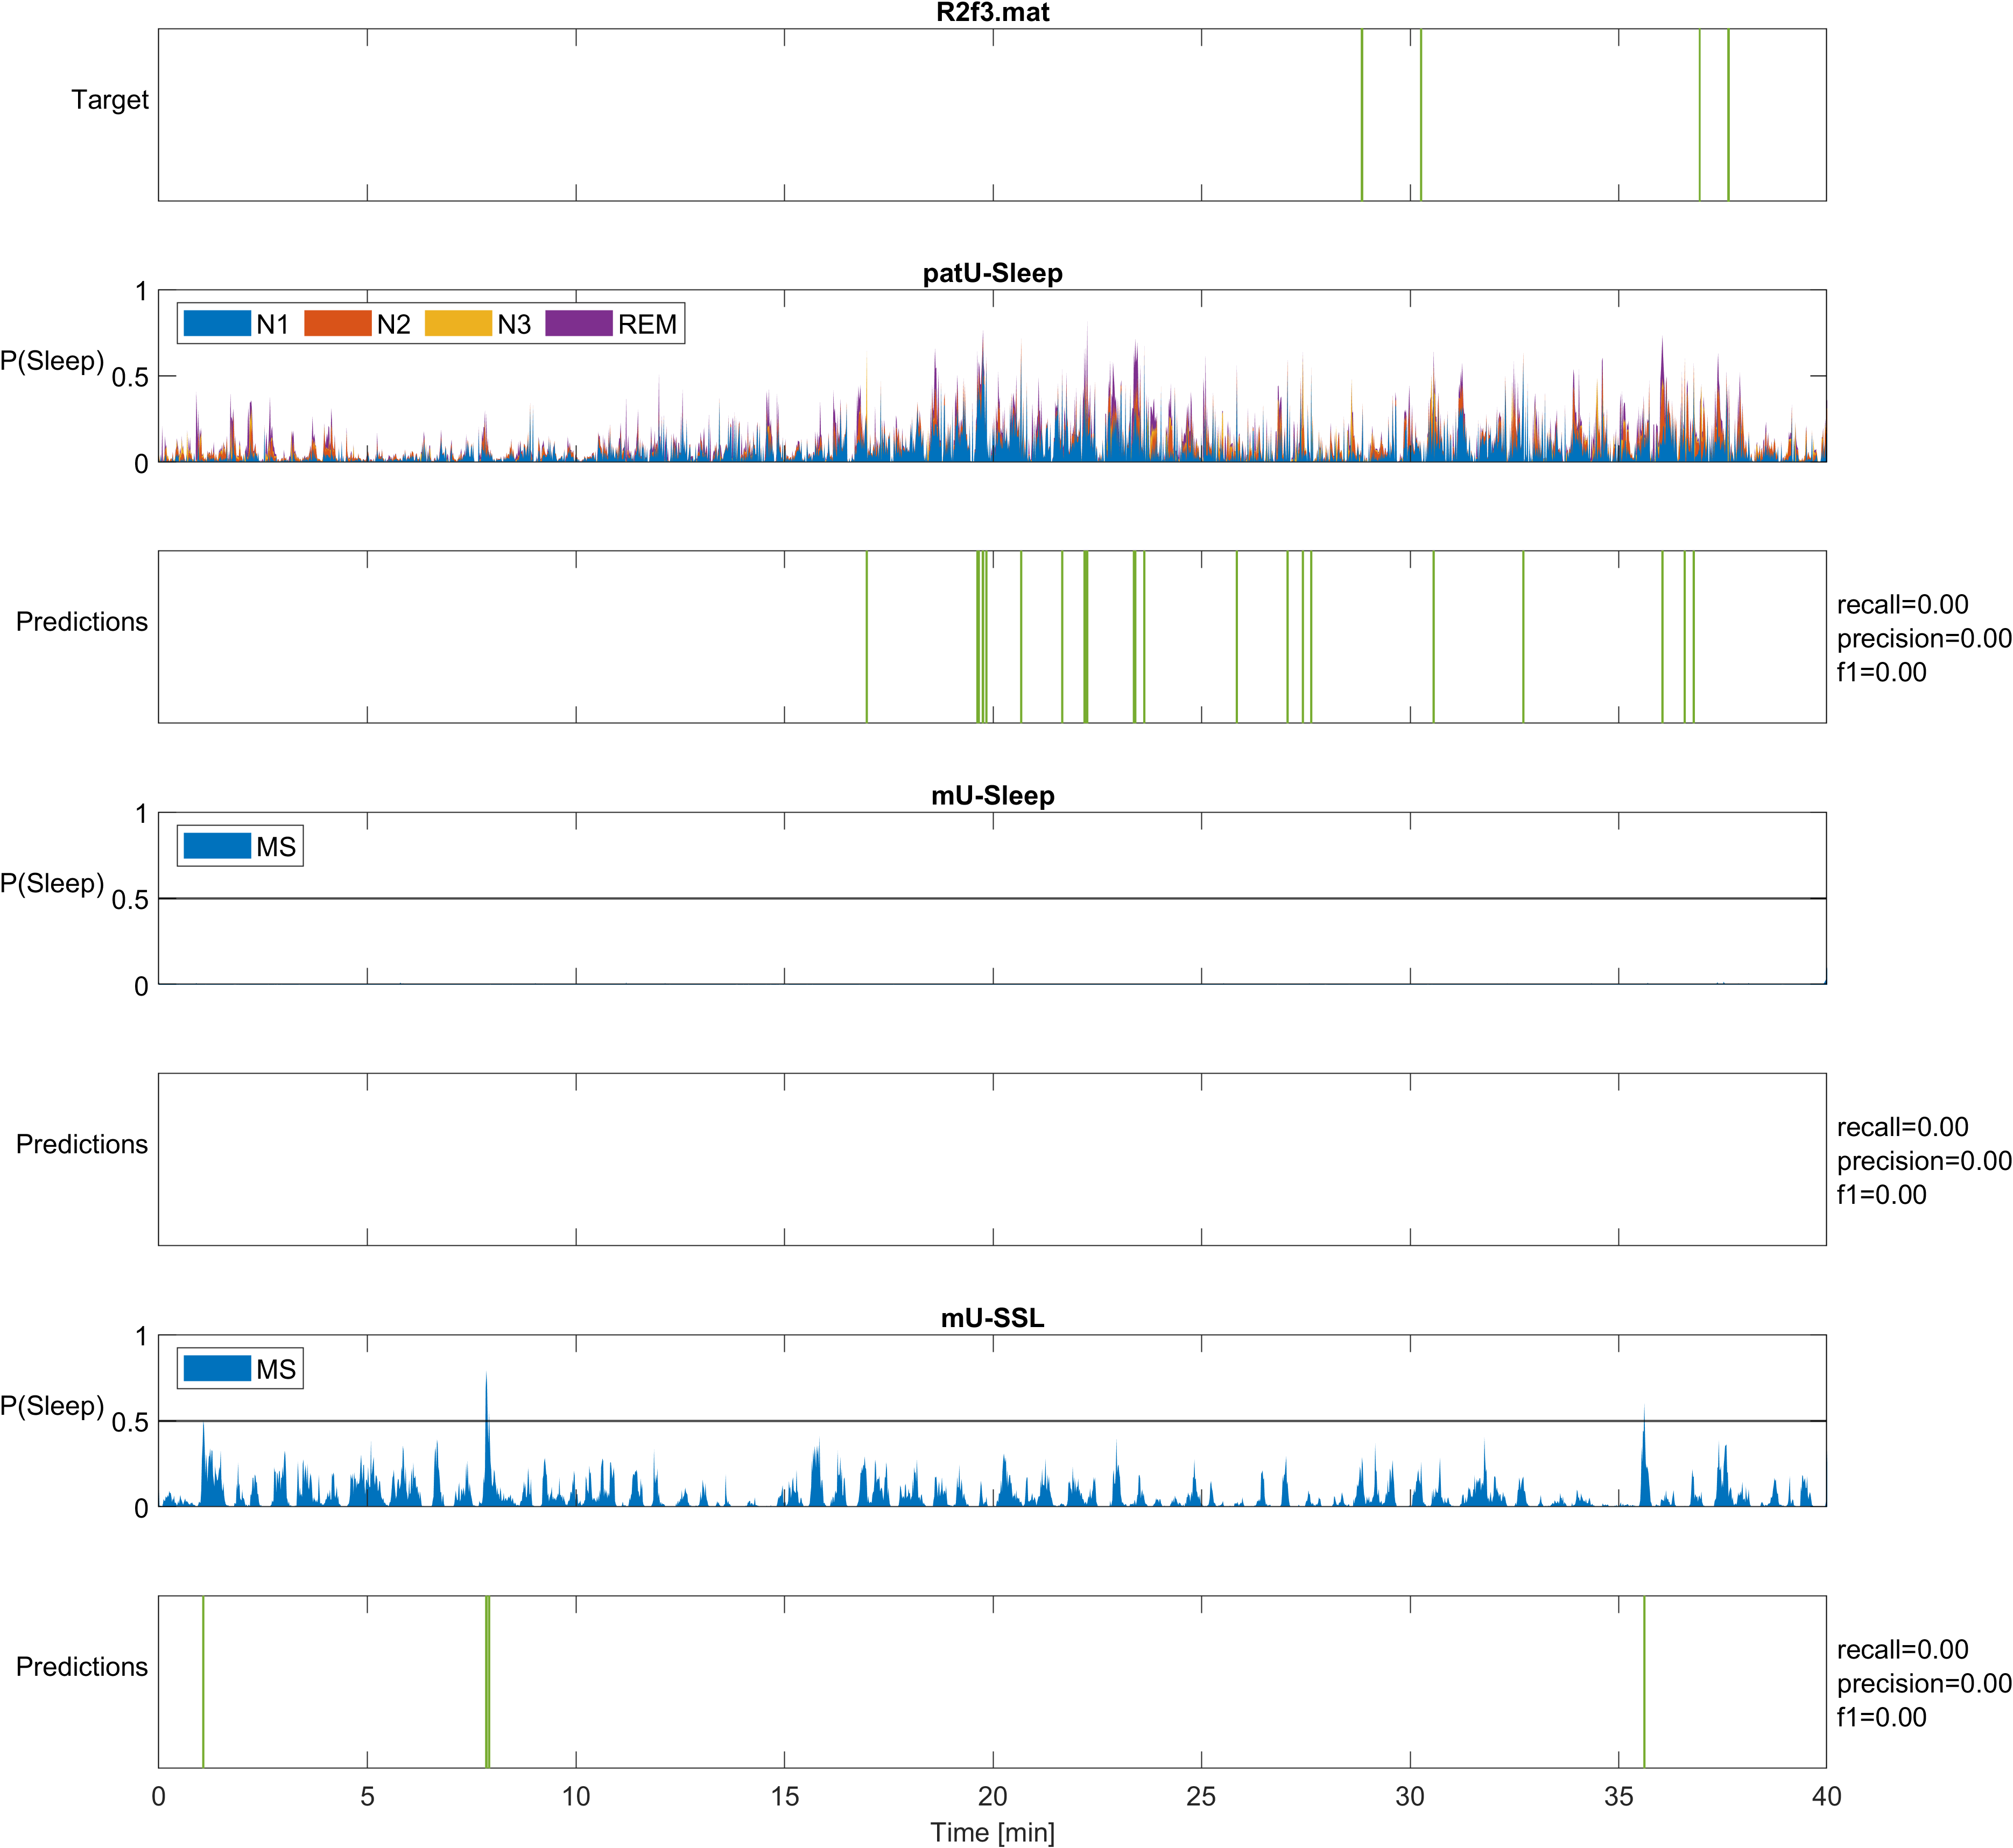 R2f3.mat
Target
patU-Sleep
1
N1 N2 N3 REM
P(Sleep)
0.5
0
Predictions
recall=0.00
precision=0.00
f1=0.00
mU-Sleep
1
MS
P(Sleep)
0.5
0
Predictions
recall=0.00
precision=0.00
f1=0.00
mU-SSL
1
MS
P(Sleep)
0.5
0
Predictions
recall=0.00
precision=0.00
f1=0.00
0 5 10 15 20 25 30 35 40
Time [min]